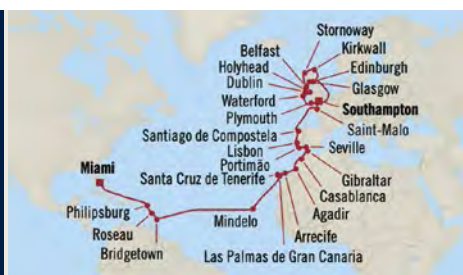 Stornoway
Kirkwall
Belfast
Holyhead
Edinburgh
Dublin
Glasgow
Waterford
Southampton
Plymouth
Saint-Malo
Santiago de Compostela
Lisbon
Seville
Portimão
Miami
Santa Cruz de Tenerife
Gibraltar
Casablanca
Philipsburg
Agadir
Mindelo
Roseau
Arrecife
Bridgetown
Las Palmas de Gran Canaria